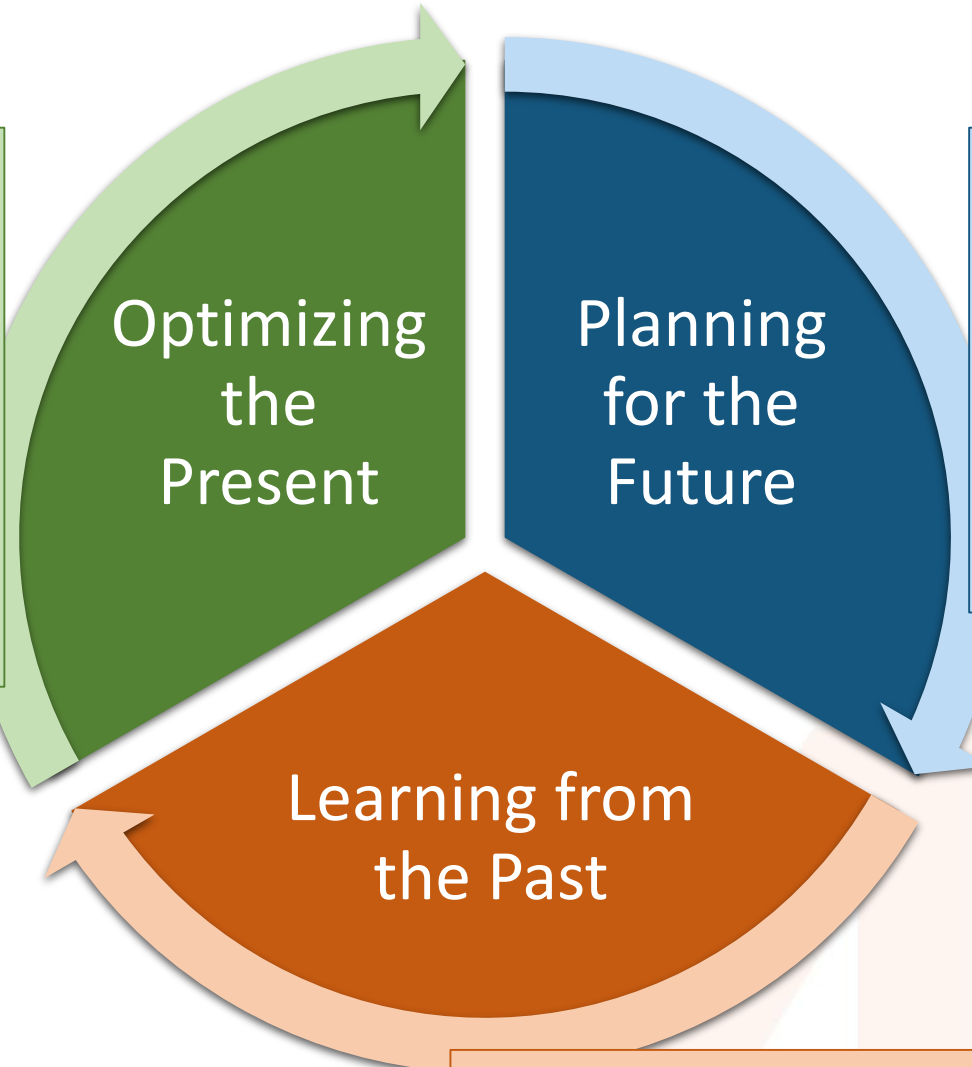 Optimizing
the
Present
Planning
for the
Future
Learning from
the Past